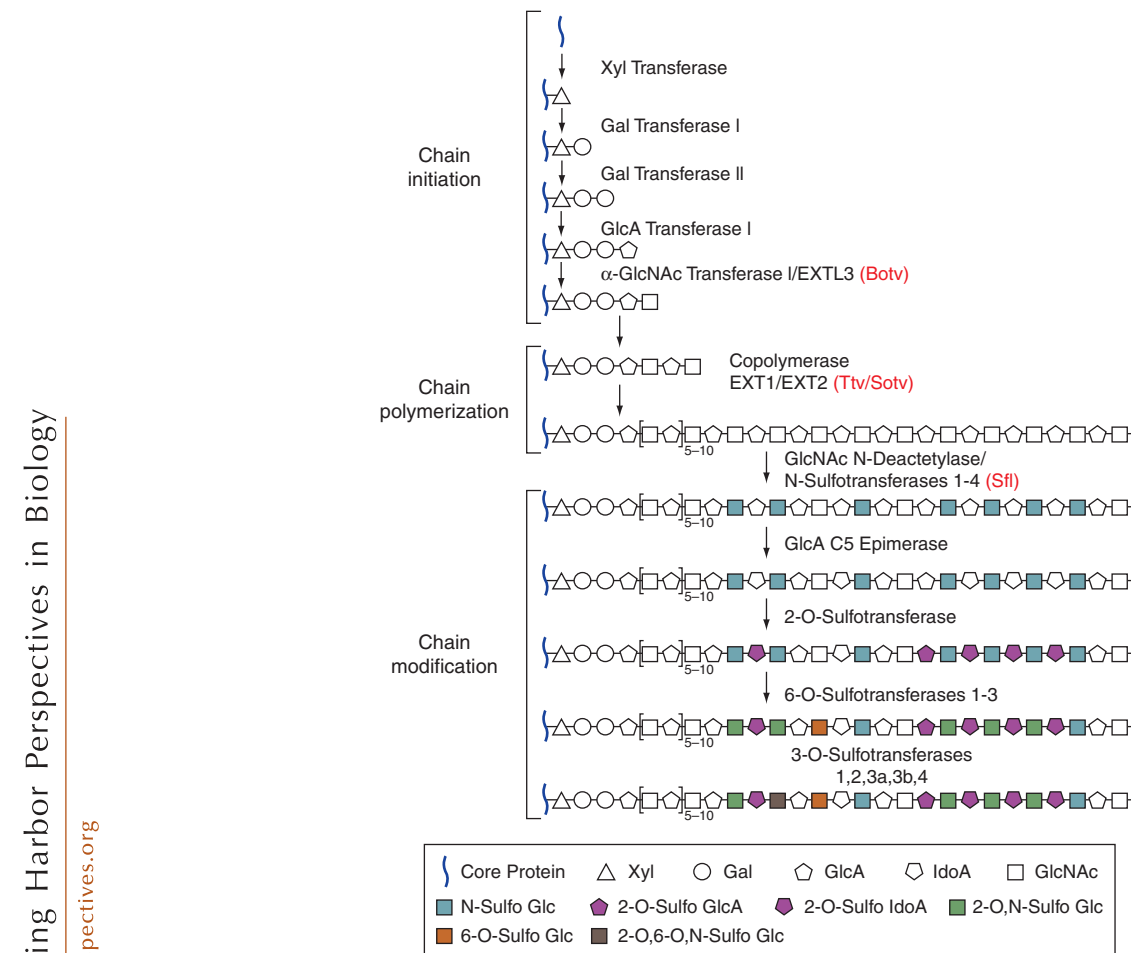 Xyl Transferase
Gal Transferase I
Gal Transferase II
GlcA Transferase I
α-GlcNAc Transferase I/EXTL3 (Botv)
Chain
initiation
Copolymerase
EXT1/EXT2 (Ttv/Sotv)
Chain
polymerization
5–10
GlcNAc N-Deactetylase/
N-Sulfotransferases 1-4 (Sfl)
5–10
GlcA C5 Epimerase
5–10
2-O-Sulfotransferase
Chain
modification
5–10
6-O-Sulfotransferases 1-3
5–10
3-O-Sulfotransferases
1,2,3a,3b,4
5–10
Core Protein Xyl Gal GlcA IdoA GlcNAc
N-Sulfo Glc 2-O-Sulfo GlcA 2-O-Sulfo IdoA 2-O,N-Sulfo Glc
6-O-Sulfo Glc 2-O,6-O,N-Sulfo Glc
ing Harbor Perspectives in Biology
pectives.org